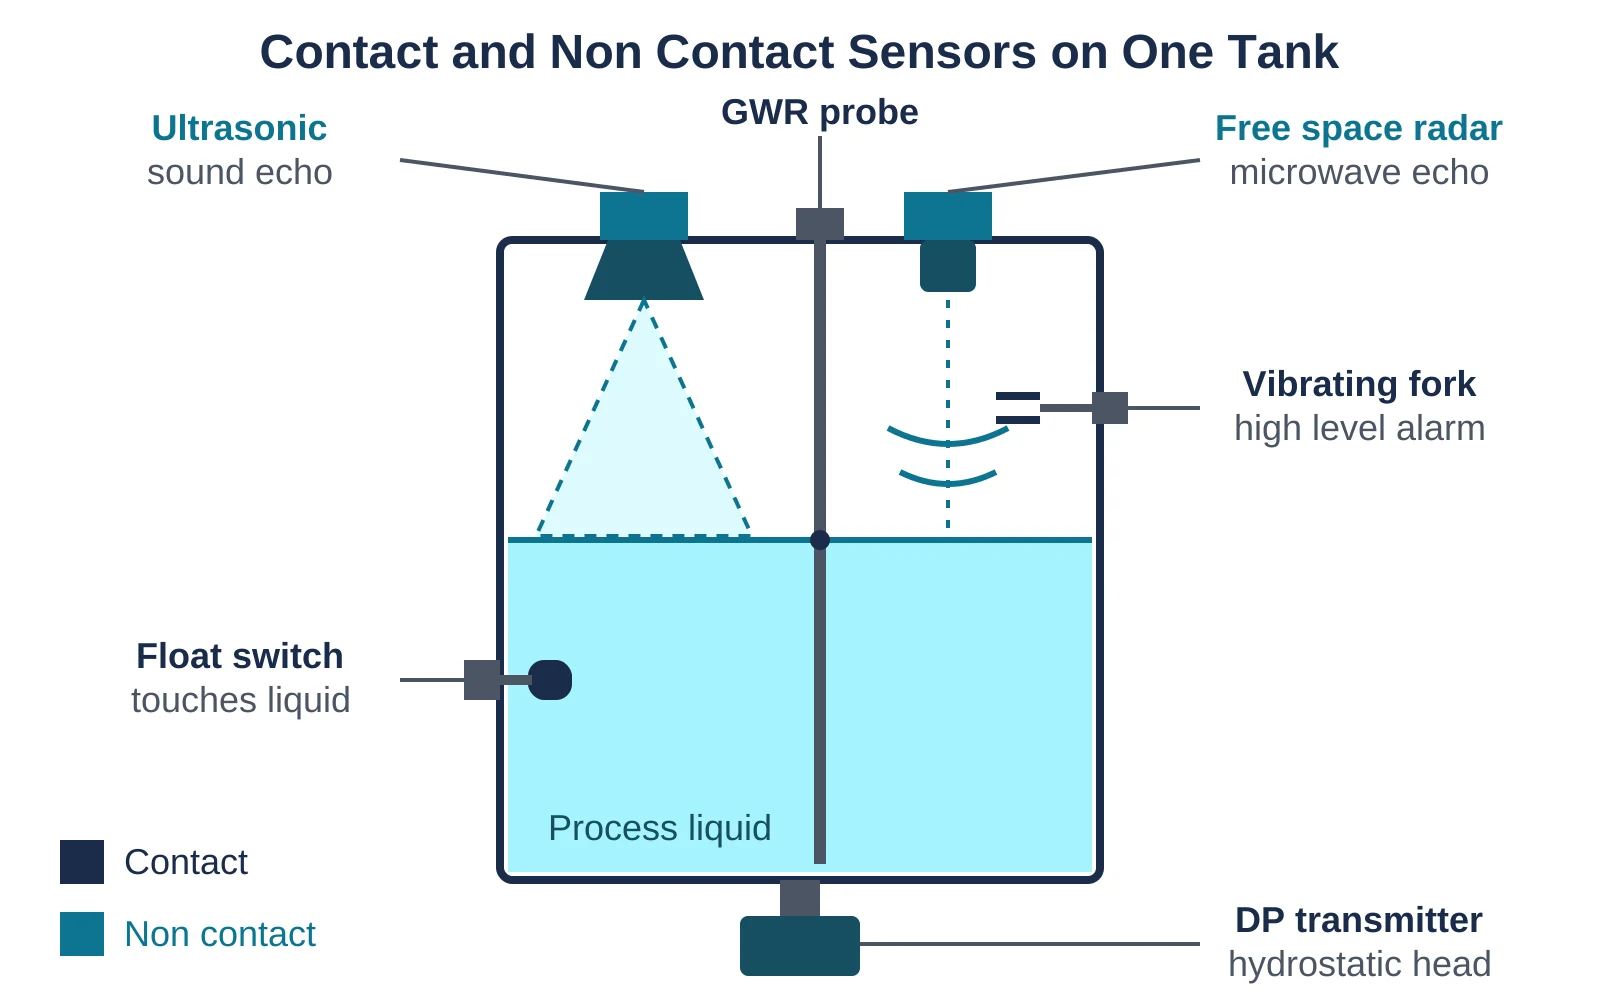 Contact and Non Contact Sensors on One Tank
GWR probe
Ultrasonic
sound echo
Free space radar
microwave echo
Vibrating fork
high level alarm
Float switch
touches liquid
Process liquid
Contact
Non contact
DP transmitter
hydrostatic head